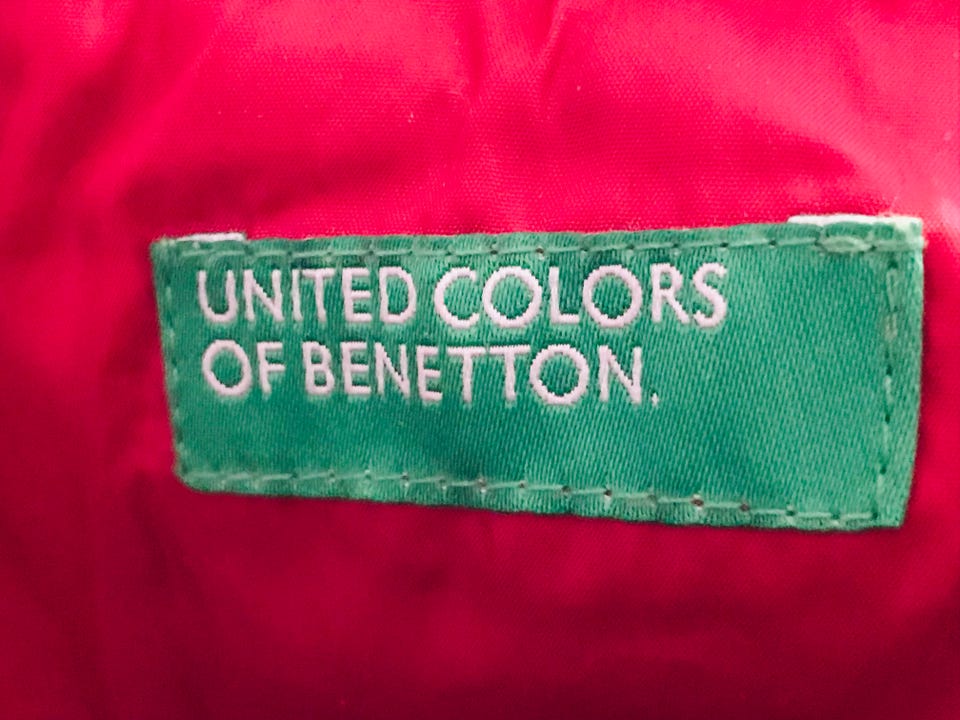 UNITED COLORS
OF BENETTON.